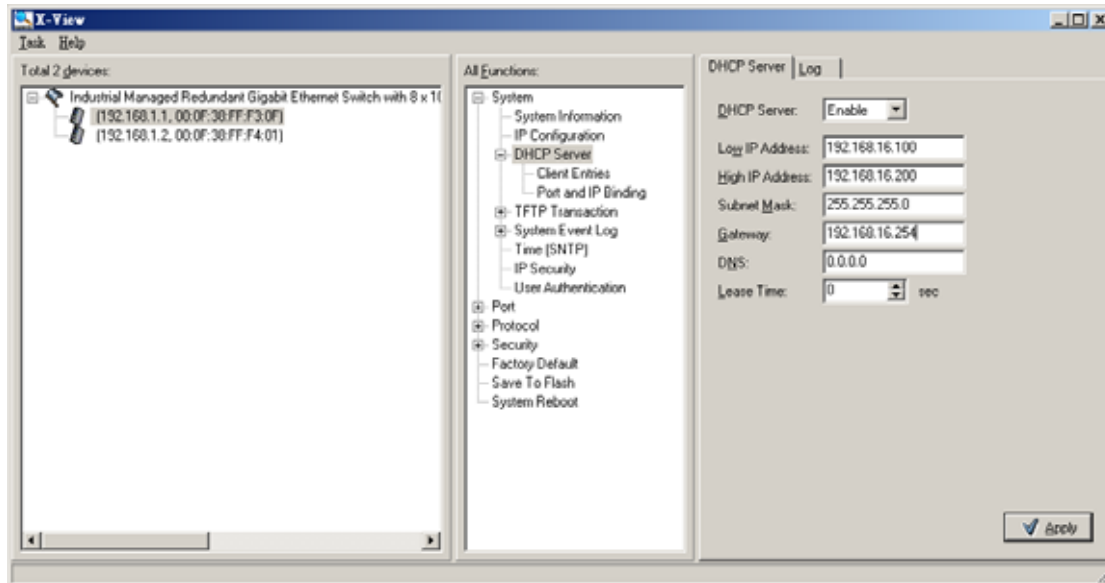 X-View
Task Help
Total 2 devices:
Industrial Managed Redundant Gigabit Ethernet Switch with 8 x 10
(192.168.1.1, 00:0F:38:FF:F3:0F)
(192.168.1.2, 00:0F:38:FF:F4:01)
All Functions:
System
System Information
IP Configuration
DHCP Server
Client Entries
Port and IP Binding
TFTP Transaction
System Event Log
Time (SNTP)
IP Security
User Authentication
Port
Protocol
Security
Factory Default
Save To Flash
System Reboot
DHCP Server Log
DHCP Server: Enable
Low IP Address: 192.168.16.100
High IP Address: 192.168.16.200
Subnet Mask: 255.255.255.0
Gateway: 192.168.16.254
DNS: 0.0.0.0
Lease Time: 0 sec
Apply